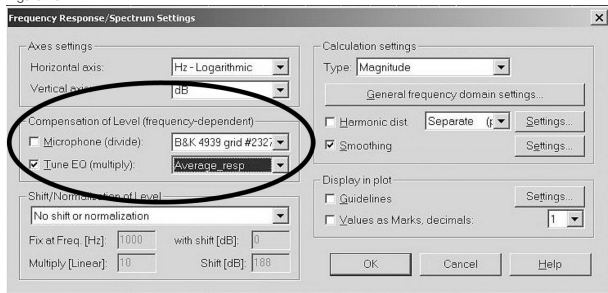 Frequency Response/Spectrum Settings
Axes settings
Horizontal axis: Hz - Logarithmic
Vertical axis: dB
Compensation of Level (frequency-dependent)
Microphone (divide): B&K 4939 grid #2327
Tune EQ (multiply): Average_resp
Shift/Normalization of Level
No shift or normalization
Fix at Freq. [Hz]: 1000 with shift [dB]: 0
Multiply [Linear]: 10 Shift [dB]: 188
Calculation settings
Type: Magnitude
General frequency domain settings...
Harmonic dist Separate (p Settings...
Smoothing Settings...
Display in plot
Guidelines Settings...
Values as Marks, decimals: 1
OK Cancel Help